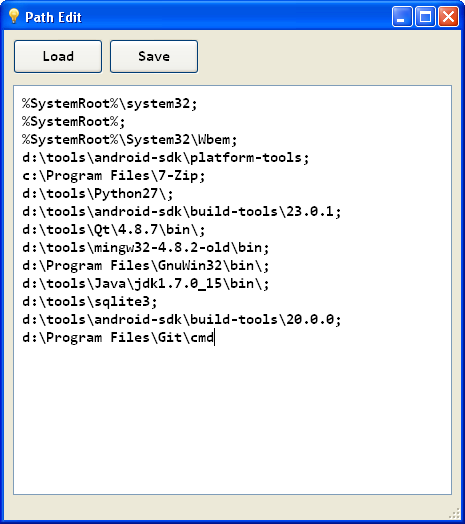 Path Edit
Load Save
%SystemRoot%\system32;
%SystemRoot%;
%SystemRoot%\System32\Wbem;
d:\tools\android-sdk\platform-tools;
c:\Program Files\7-Zip;
d:\tools\Python27\;
d:\tools\android-sdk\build-tools\23.0.1;
d:\tools\Qt\4.8.7\bin\;
d:\tools\mingw32-4.8.2-old\bin;
d:\Program Files\GnuWin32\bin\;
d:\tools\Java\jdk1.7.0_15\bin\;
d:\tools\sqlite3;
d:\tools\android-sdk\build-tools\20.0.0;
d:\Program Files\Git\cmd